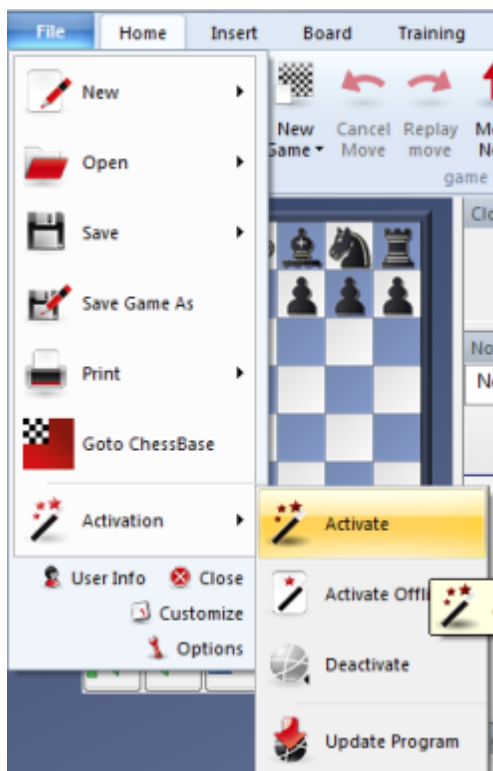 File Home Insert Board Training
New
Open
Save
Save Game As
Print
Goto ChessBase
Activation
User Info Close
Customize
Options
New Cancel Replay
Game Move move
game
Activate
Activate
Deactivate
Update Program